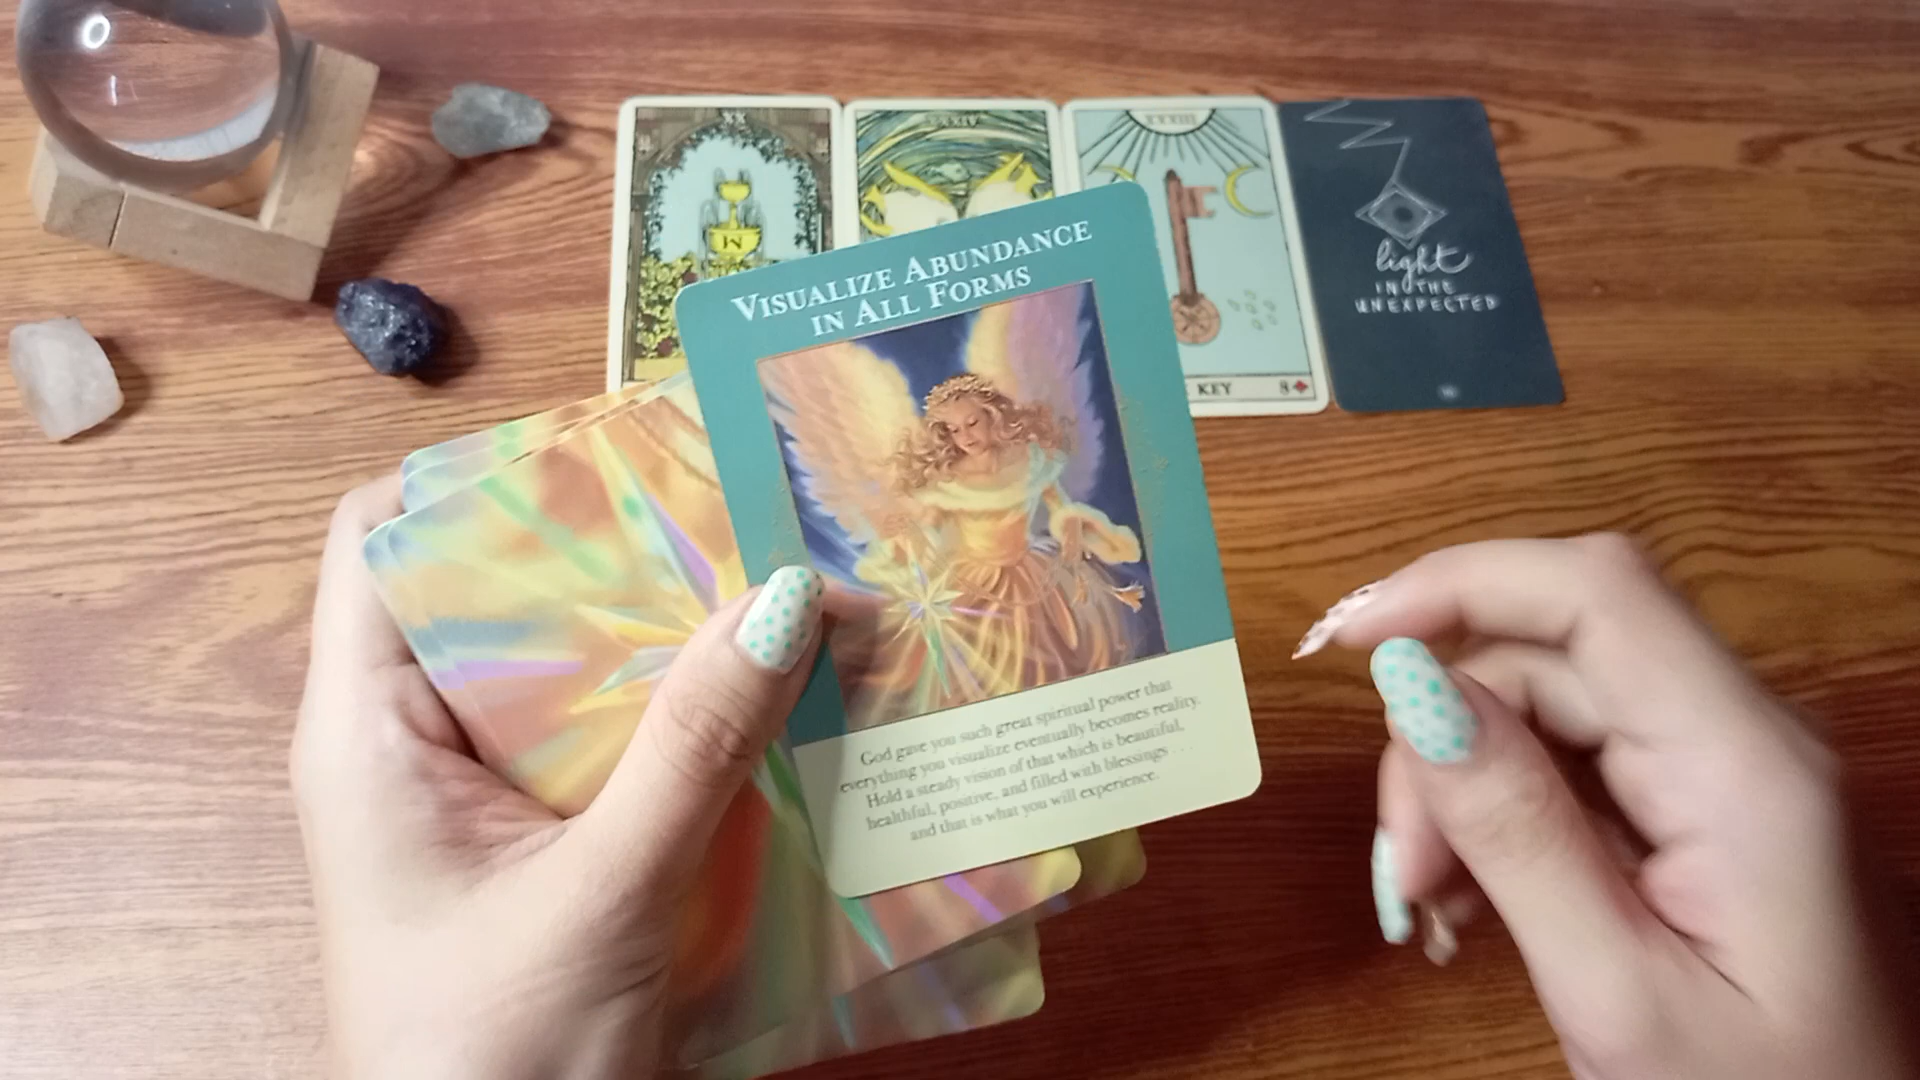 light
IN THE
UNEXPECTED
KEY 8
VISUALIZE ABUNDANCE
IN ALL FORMS
God gave you such great spiritual power that
everything you visualize eventually becomes reality.
Hold a steady vision of that which is beautiful,
healthful, positive, and filled with blessings . . .
and that is what you will experience.